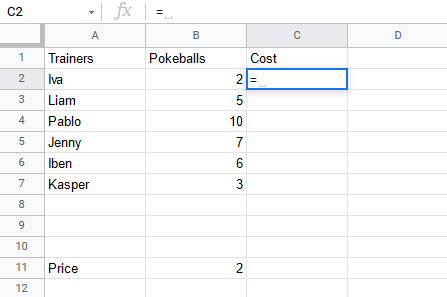 C2 fx =
A B C D
1 Trainers Pokeballs Cost
2 Iva 2 =
3 Liam 5
4 Pablo 10
5 Jenny 7
6 Iben 6
7 Kasper 3
8
9
10
11 Price 2
12